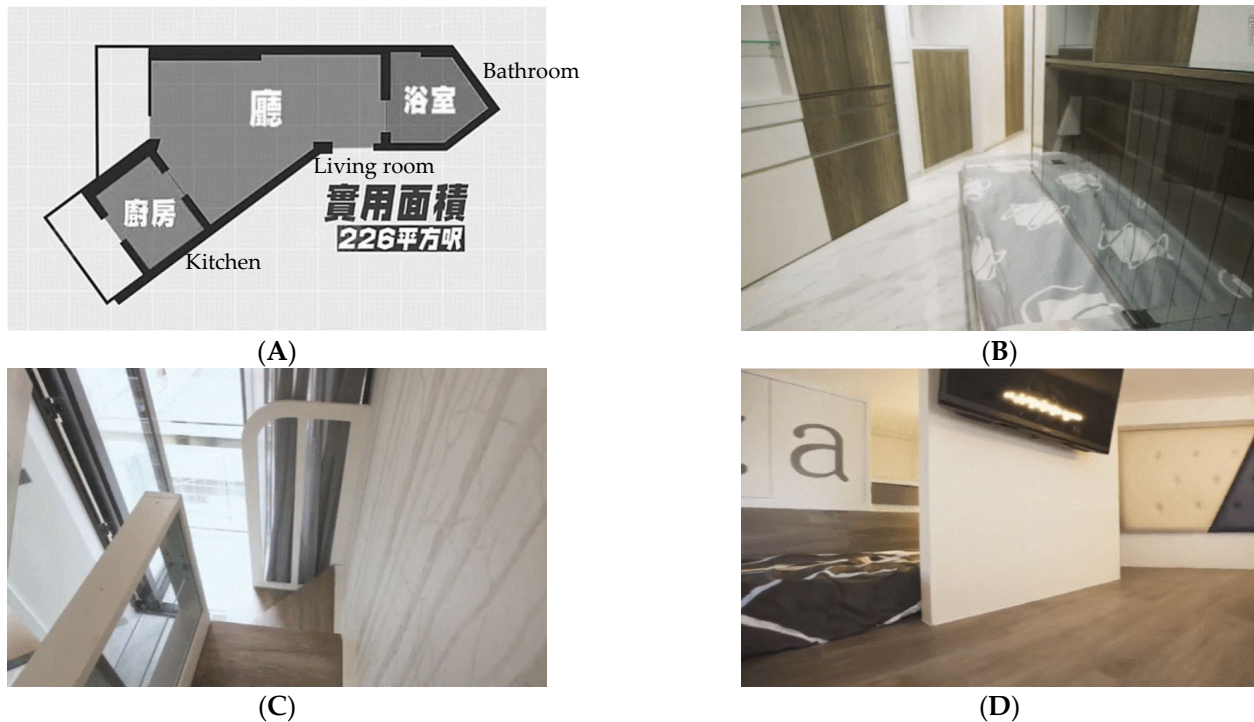 Bathroom
浴室
廳
Living room
實用面積
226平方呎
廚房
Kitchen
(A)
(B)
a
(C)
(D)